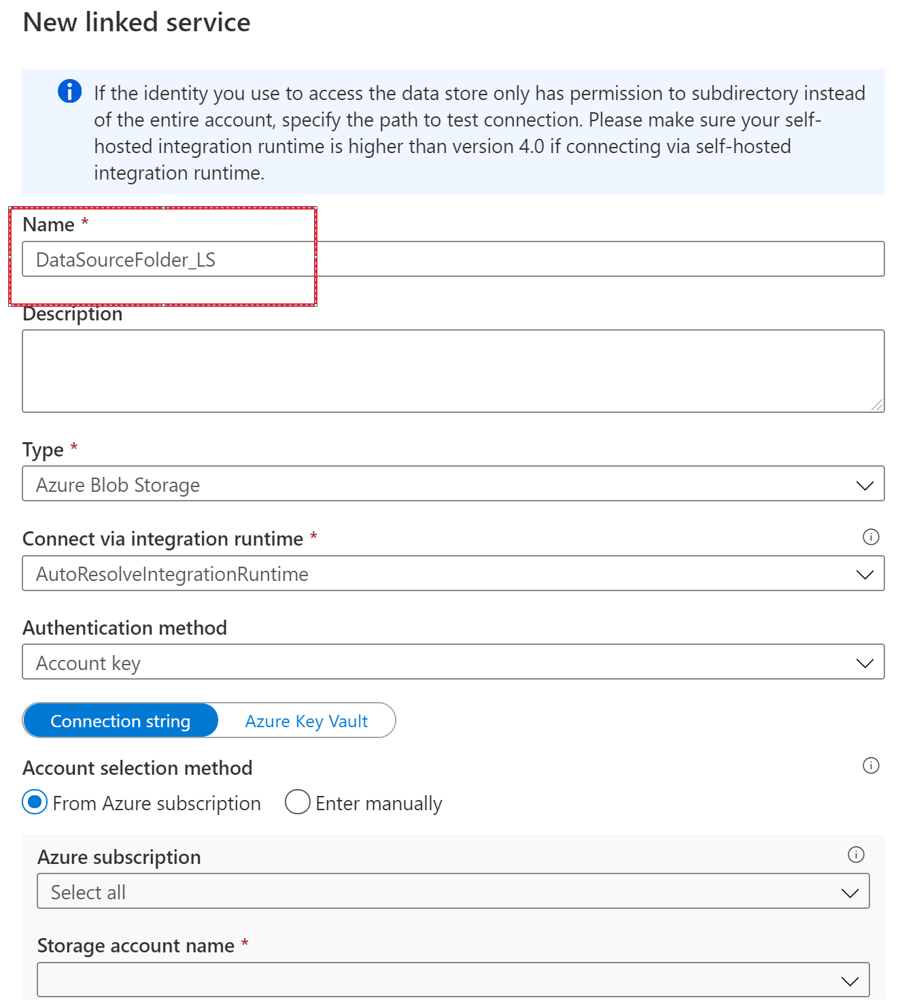 New linked service
If the identity you use to access the data store only has permission to subdirectory instead
of the entire account, specify the path to test connection. Please make sure your self-
hosted integration runtime is higher than version 4.0 if connecting via self-hosted
integration runtime.
Name *
DataSourceFolder_LS
Description
Type *
Azure Blob Storage
Connect via integration runtime *
AutoResolveIntegrationRuntime
Authentication method
Account key
Connection string Azure Key Vault
Account selection method
From Azure subscription Enter manually
Azure subscription
Select all
Storage account name *